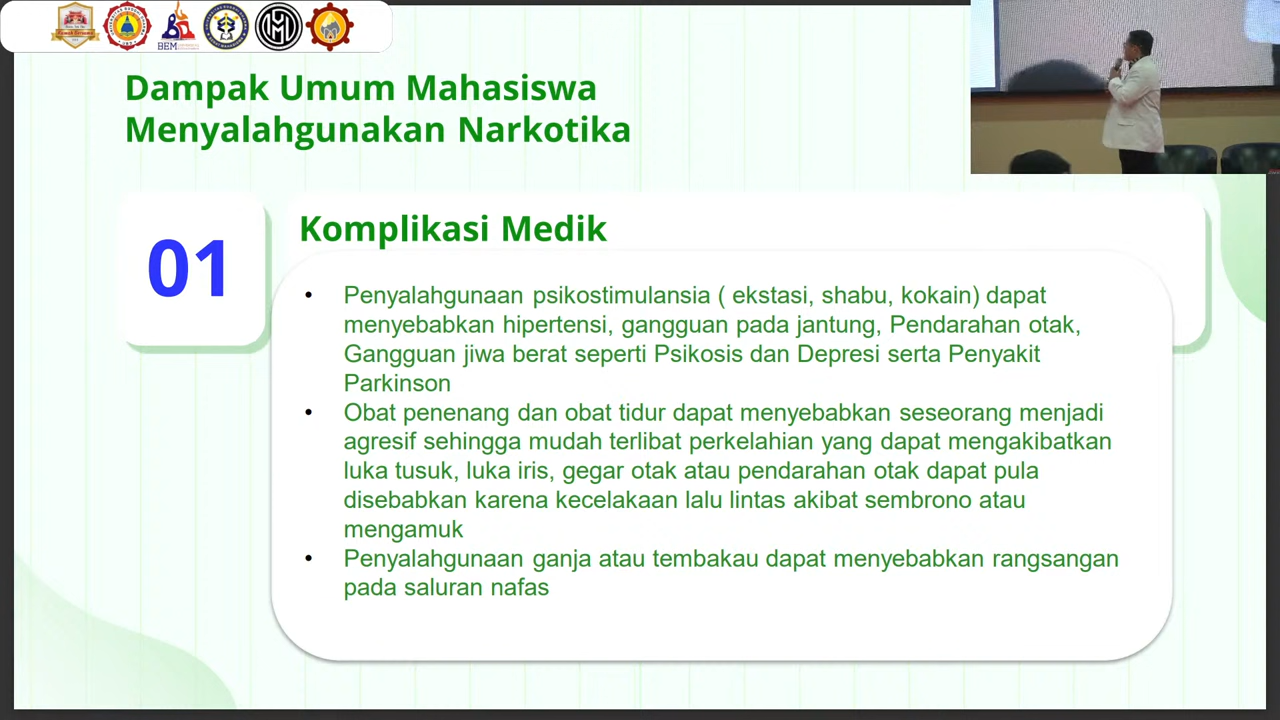 BEM
Dampak Umum Mahasiswa
Menyalahgunakan Narkotika
01
Komplikasi Medik
• Penyalahgunaan psikostimulansia ( ekstasi, shabu, kokain) dapat
menyebabkan hipertensi, gangguan pada jantung, Pendarahan otak,
Gangguan jiwa berat seperti Psikosis dan Depresi serta Penyakit
Parkinson
• Obat penenang dan obat tidur dapat menyebabkan seseorang menjadi
agresif sehingga mudah terlibat perkelahian yang dapat mengakibatkan
luka tusuk, luka iris, gegar otak atau pendarahan otak dapat pula
disebabkan karena kecelakaan lalu lintas akibat sembrono atau
mengamuk
• Penyalahgunaan ganja atau tembakau dapat menyebabkan rangsangan
pada saluran nafas